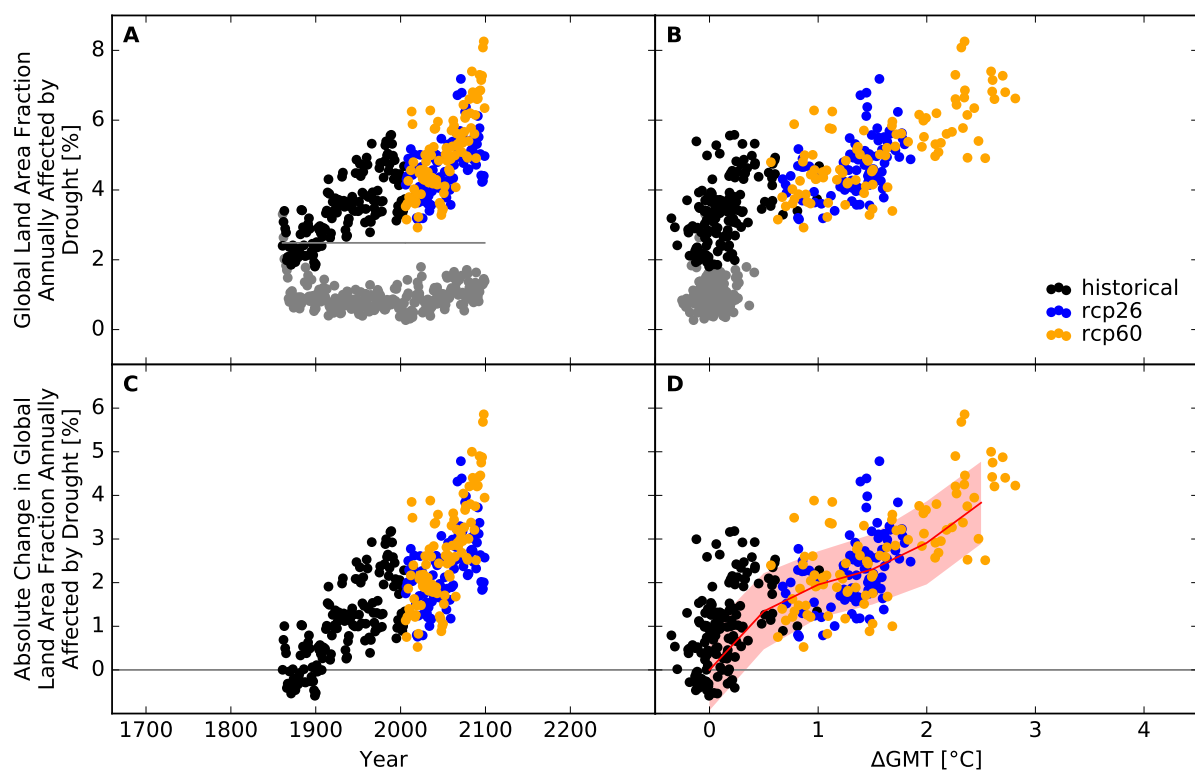 A
B
Global Land Area Fraction
Annually Affected by
Drought [%]
8
6
4
2
0
historical
rcp26
rcp60
C
D
Absolute Change in Global
Land Area Fraction Annually
Affected by Drought [%]
6
5
4
3
2
1
0
1700 1800 1900 2000 2100 2200
0 1 2 3 4
Year
ΔGMT [°C]